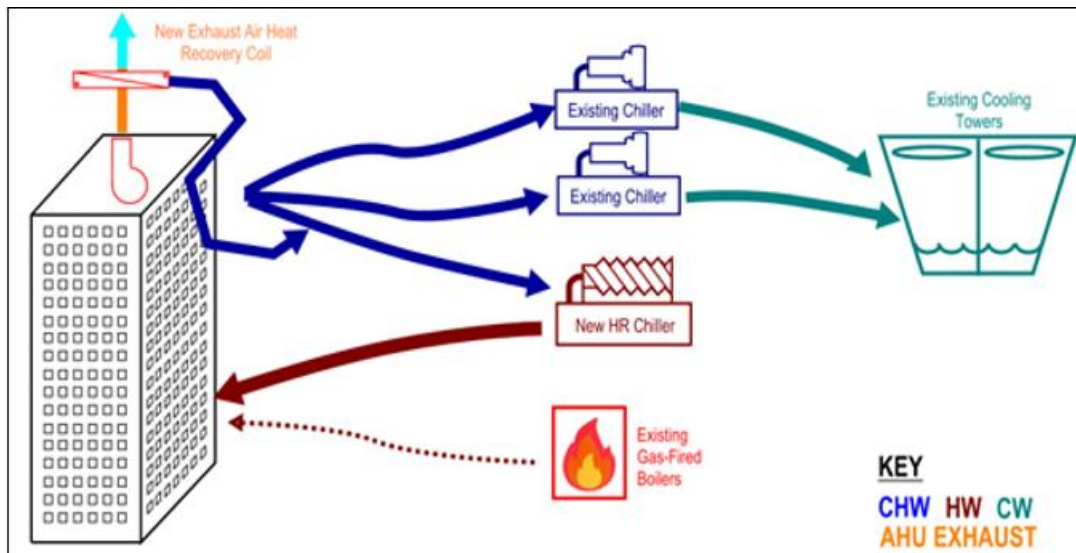 New Exhaust Air Heat
Recovery Coil
Existing Chiller
Existing Chiller
New HR Chiller
Existing Cooling
Towers
Existing
Gas-Fired
Boilers
KEY
CHW HW CW
AHU EXHAUST